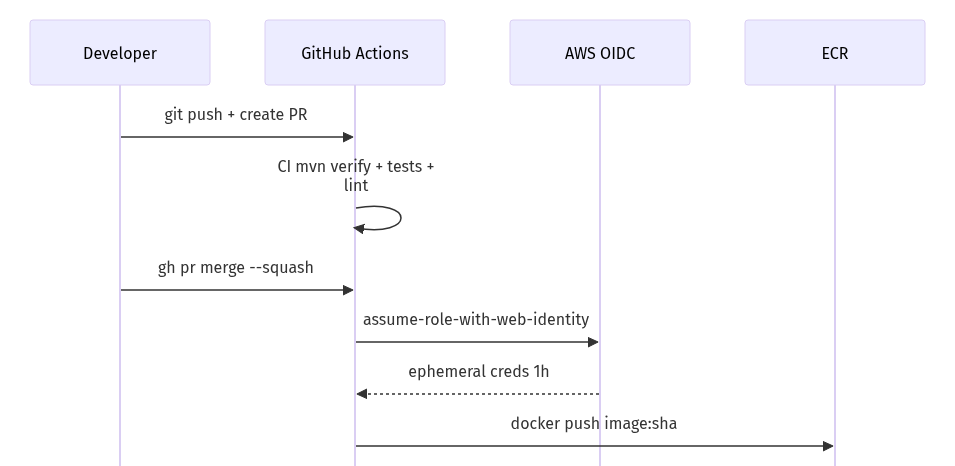 Developer
GitHub Actions
AWS OIDC
ECR
git push + create PR
CI mvn verify + tests +
lint
gh pr merge --squash
assume-role-with-web-identity
ephemeral creds 1h
docker push image:sha